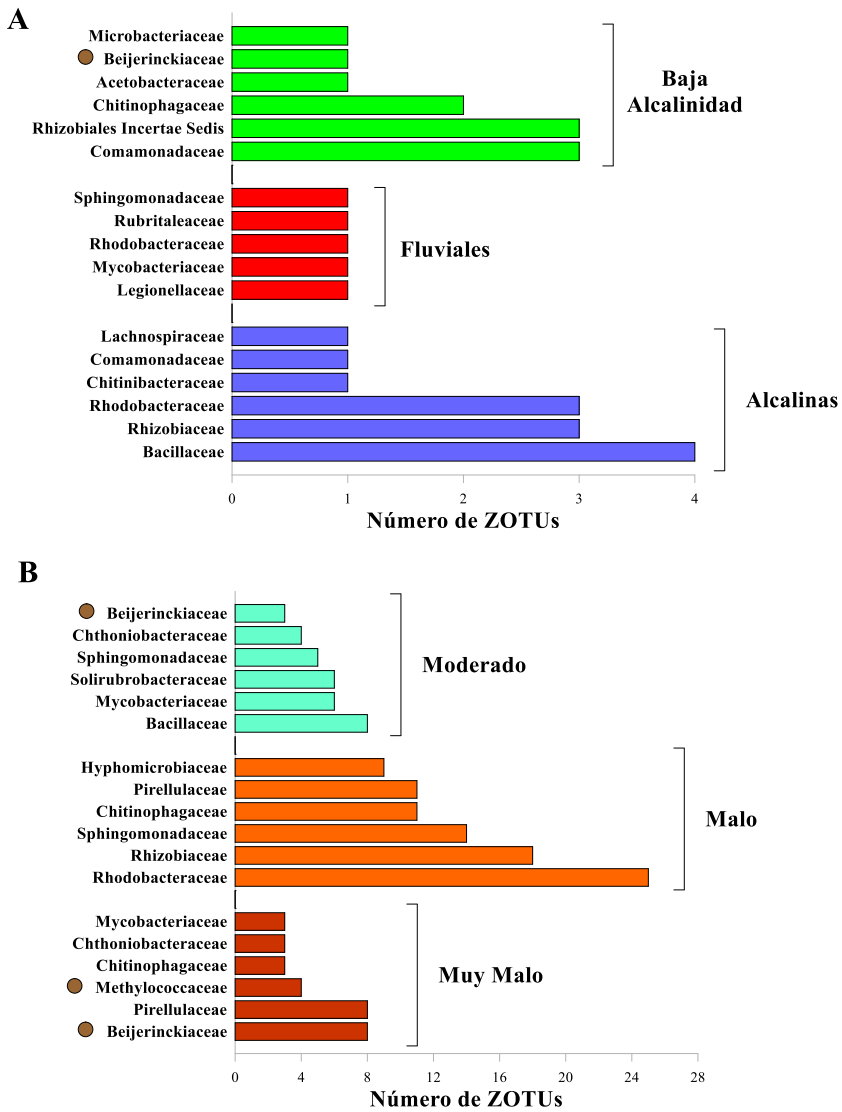 A
Microbacteriaceae
Beijerinckiaceae
Acetobacteraceae
Chitinophagaceae
Rhizobiales Incertae Sedis
Comamonadaceae
Baja
Alcalinidad
Sphingomonadaceae
Rubritaleaceae
Rhodobacteraceae
Mycobacteriaceae
Legionellaceae
Fluviales
Lachnospiraceae
Comamonadaceae
Chitinibacteraceae
Rhodobacteraceae
Rhizobiaceae
Bacillaceae
Alcalinas
0 1 2 3 4
Número de ZOTUs
B
Beijerinckiaceae
Chthoniobacteraceae
Sphingomonadaceae
Solirubrobacteraceae
Mycobacteriaceae
Bacillaceae
Moderado
Hyphomicrobiaceae
Pirellulaceae
Chitinophagaceae
Sphingomonadaceae
Rhizobiaceae
Rhodobacteraceae
Malo
Mycobacteriaceae
Chthoniobacteraceae
Chitinophagaceae
Methylococcaceae
Pirellulaceae
Beijerinckiaceae
Muy Malo
0 4 8 12 16 20 24 28
Número de ZOTUs